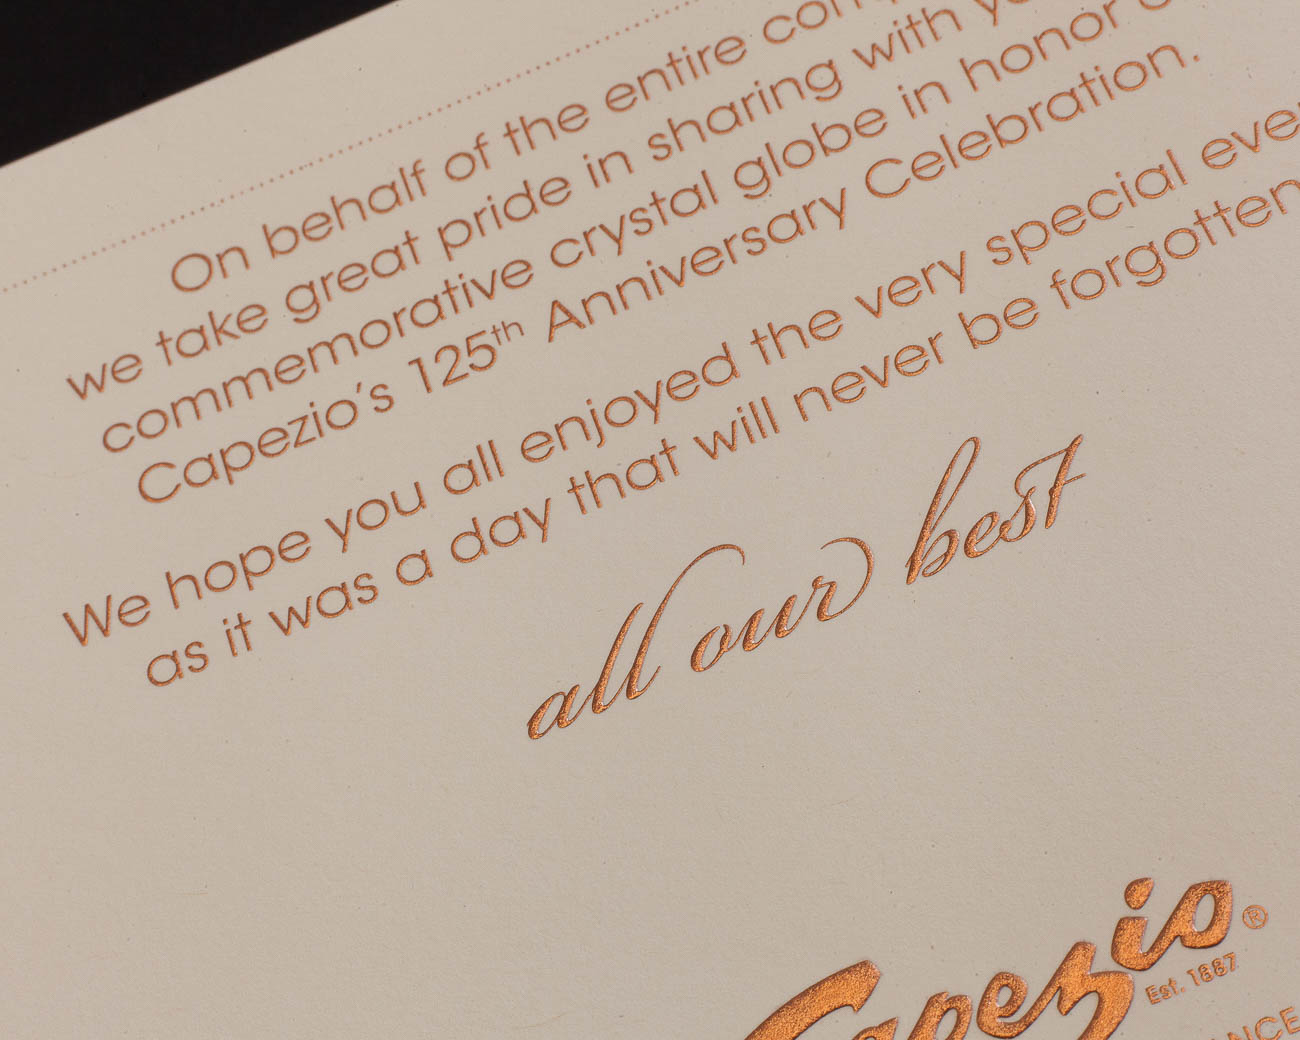 On behalf of the entire
we take great pride in sharing with
commemorative crystal globe in honor
Capezio's 125th Anniversary Celebration.
We hope you all enjoyed the very special
as it was a day that will never be forgotten
all our best
Capezio®
Est. 1887